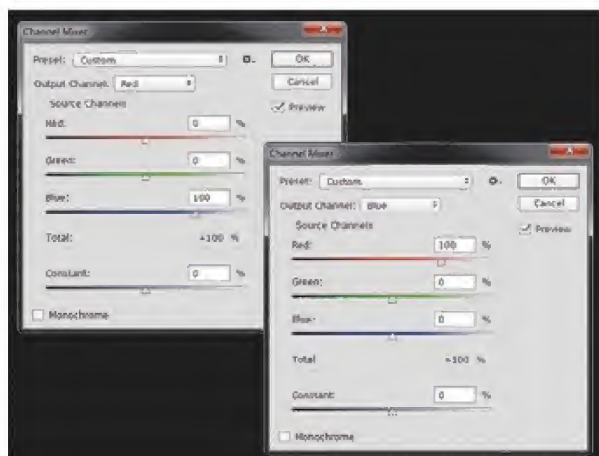 Channel Mixer
Preset: Custom
OK
Output Channel: Red
Cancel
Source Channels
Preview
Red: 0 %
Green: 0 %
Blue: 100 %
Total: +100 %
Constant: 0 %
Monochrome
Channel Mixer
Preset: Custom
OK
Output Channel: Blue
Cancel
Source Channels
Preview
Red: 100 %
Green: 0 %
Blue: 0 %
Total +100 %
Constant: 0 %
Monochrome